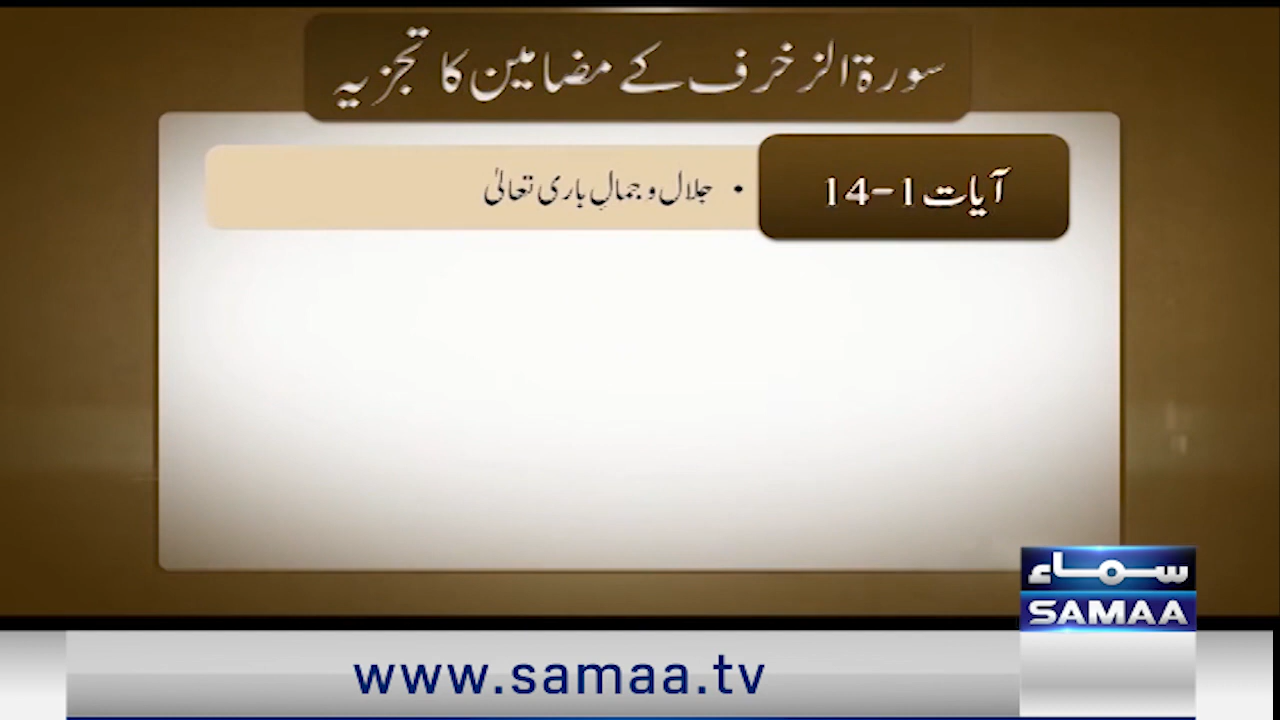 سورۃ الزخرف کے مضامین کا تجزیہ
آیات 1-14
• جلال و جمالِ باری تعالیٰ
سماء
SAMAA
www.samaa.tv